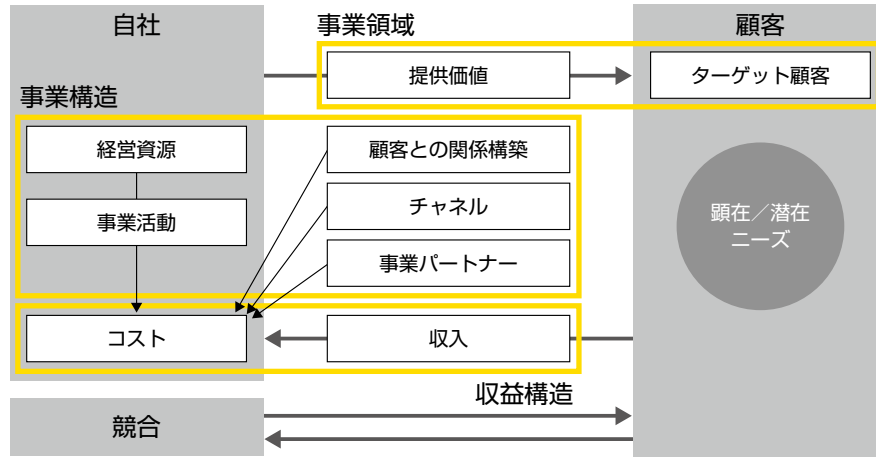 自社
事業領域
顧客
提供価値
ターゲット顧客
事業構造
経営資源
顧客との関係構築
事業活動
チャネル
事業パートナー
顕在／潜在
ニーズ
コスト
収入
収益構造
競合